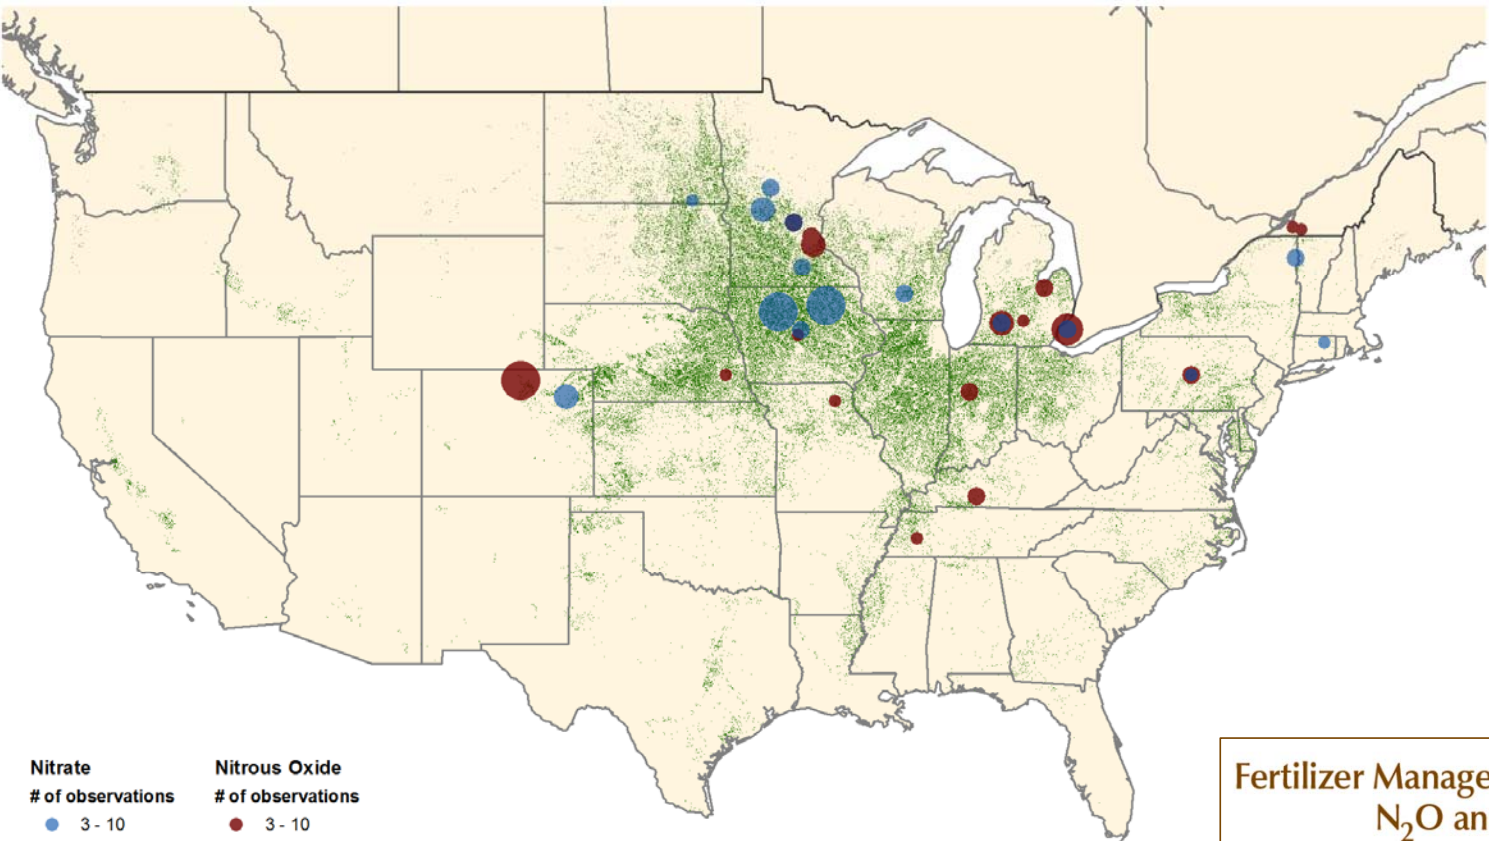 Nitrate
# of observations
3 - 10
Nitrous Oxide
# of observations
3 - 10
Fertilizer Manage
N₂O an